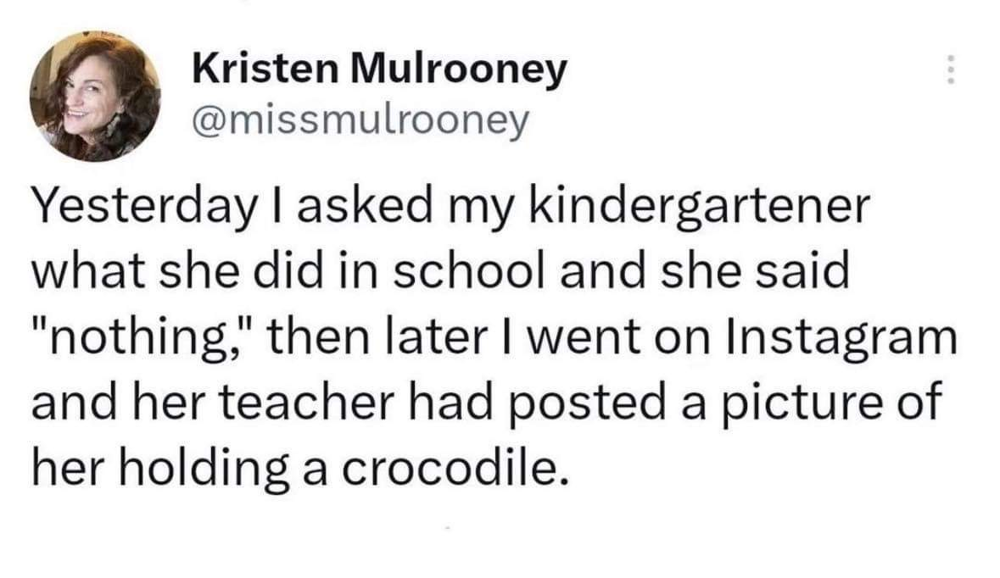 Kristen Mulrooney
@missmulrooney
Yesterday I asked my kindergartener
what she did in school and she said
"nothing," then later I went on Instagram
and her teacher had posted a picture of
her holding a crocodile.